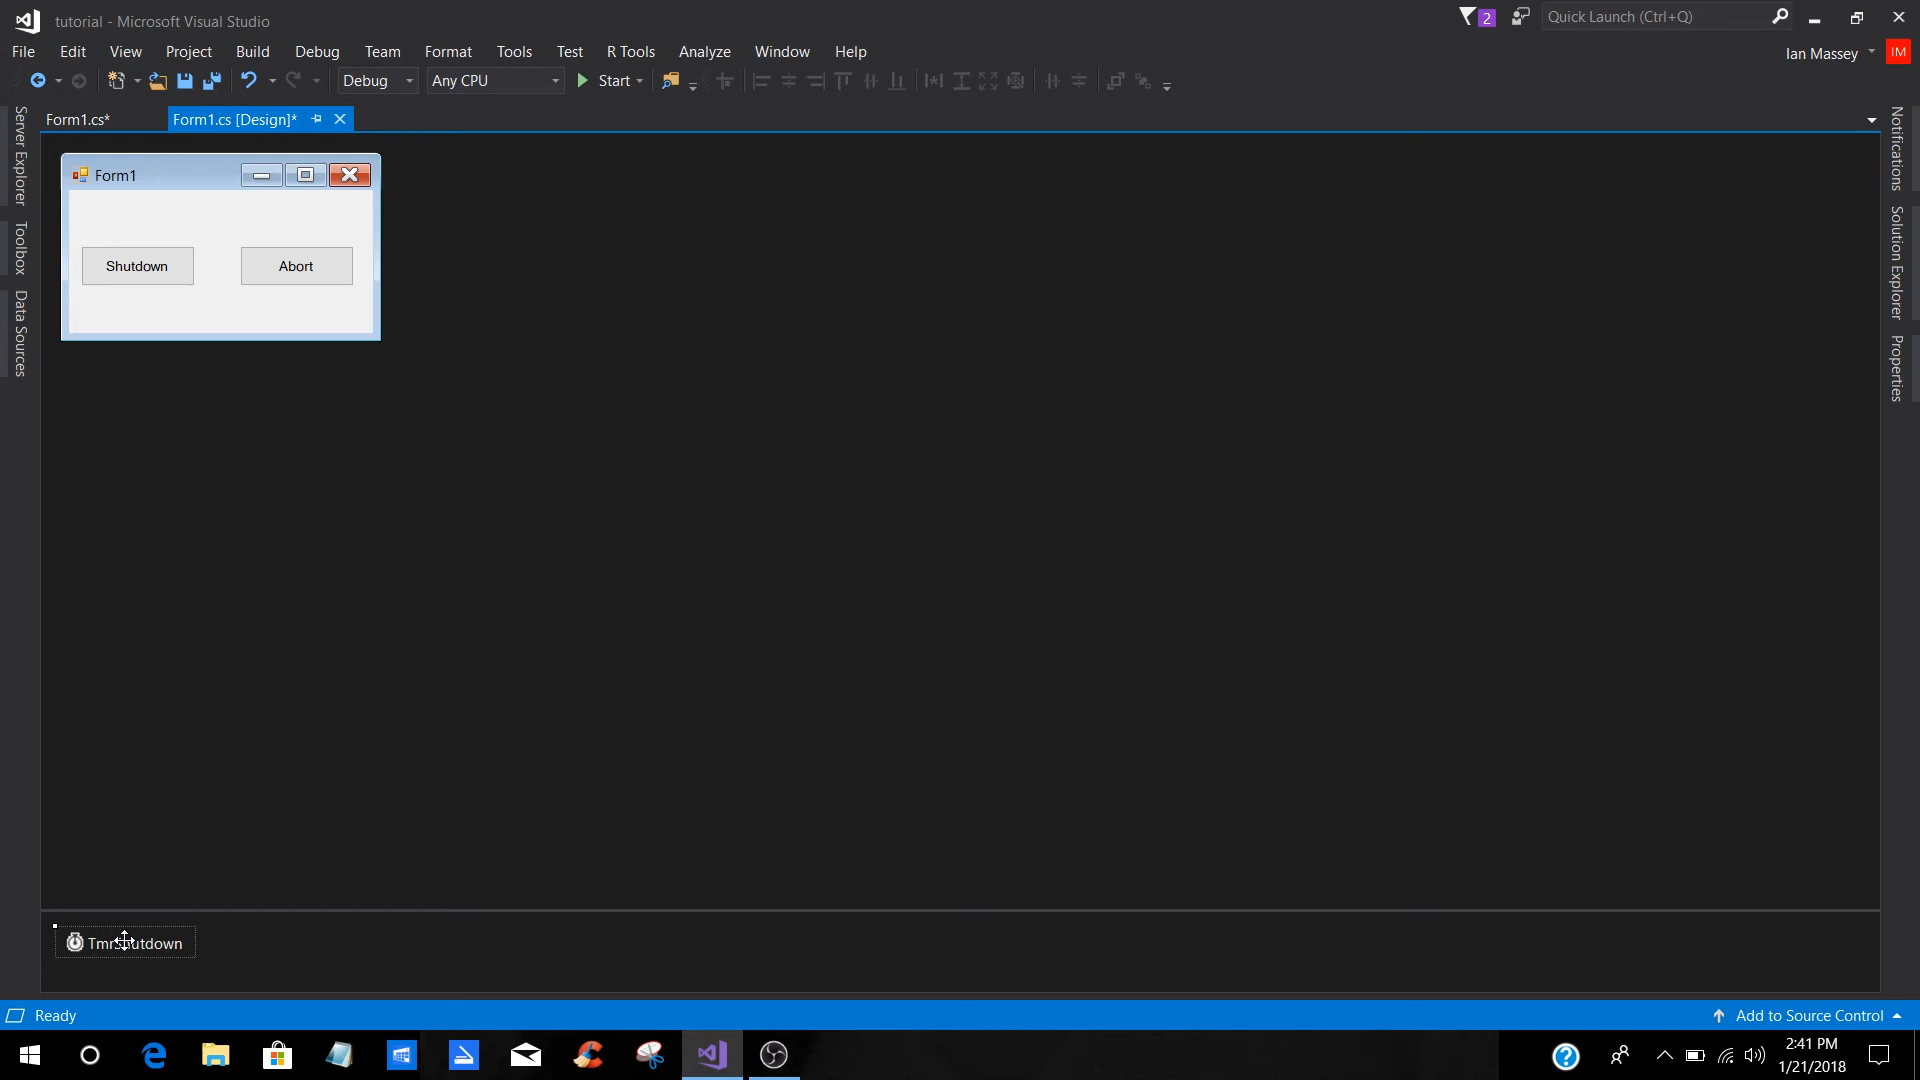 tutorial - Microsoft Visual Studio
2
Quick Launch (Ctrl+Q)
File Edit View Project Build Debug Team Format Tools Test R Tools Analyze Window Help
Ian Massey
IM
Debug
Any CPU
Start
Form1.cs*
Form1.cs [Design]*
Server Explorer
Toolbox
Data Sources
Form1
Shutdown
Abort
Notifications
Solution Explorer
Properties
TmrShutdown
Ready
Add to Source Control
2:41 PM
1/21/2018